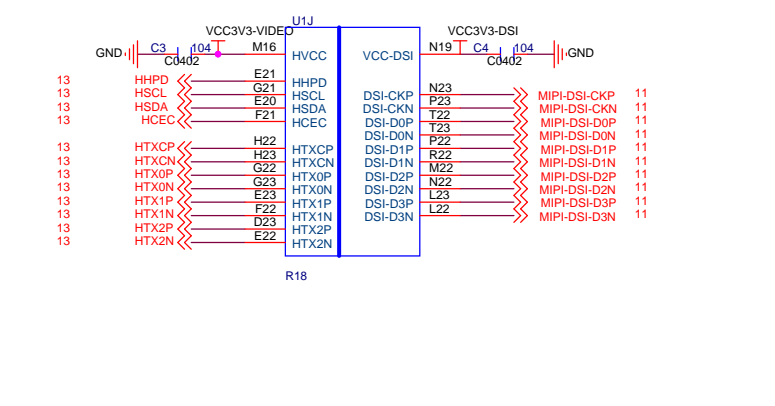 U1J
VCC3V3-VIDEO
VCC3V3-DSI
GND C3 104 C0402 M16 HVCC VCC-DSI N19 C4 104 C0402 GND
13 HHPD E21 HHPD
13 HSCL G21 HSCL DSI-CKP N23 MIPI-DSI-CKP 11
13 HSDA E20 HSDA DSI-CKN P23 MIPI-DSI-CKN 11
13 HCEC F21 HCEC DSI-D0P T22 MIPI-DSI-D0P 11
DSI-D0N T23 MIPI-DSI-D0N 11
13 HTXCP H22 HTXCP DSI-D1P P22 MIPI-DSI-D1P 11
13 HTXCN H23 HTXCN DSI-D1N R22 MIPI-DSI-D1N 11
13 HTX0P G22 HTX0P DSI-D2P M22 MIPI-DSI-D2P 11
13 HTX0N G23 HTX0N DSI-D2N N22 MIPI-DSI-D2N 11
13 HTX1P E23 HTX1P DSI-D3P L23 MIPI-DSI-D3P 11
13 HTX1N F22 HTX1N DSI-D3N L22 MIPI-DSI-D3N 11
13 HTX2P D23 HTX2P
13 HTX2N E22 HTX2N
R18